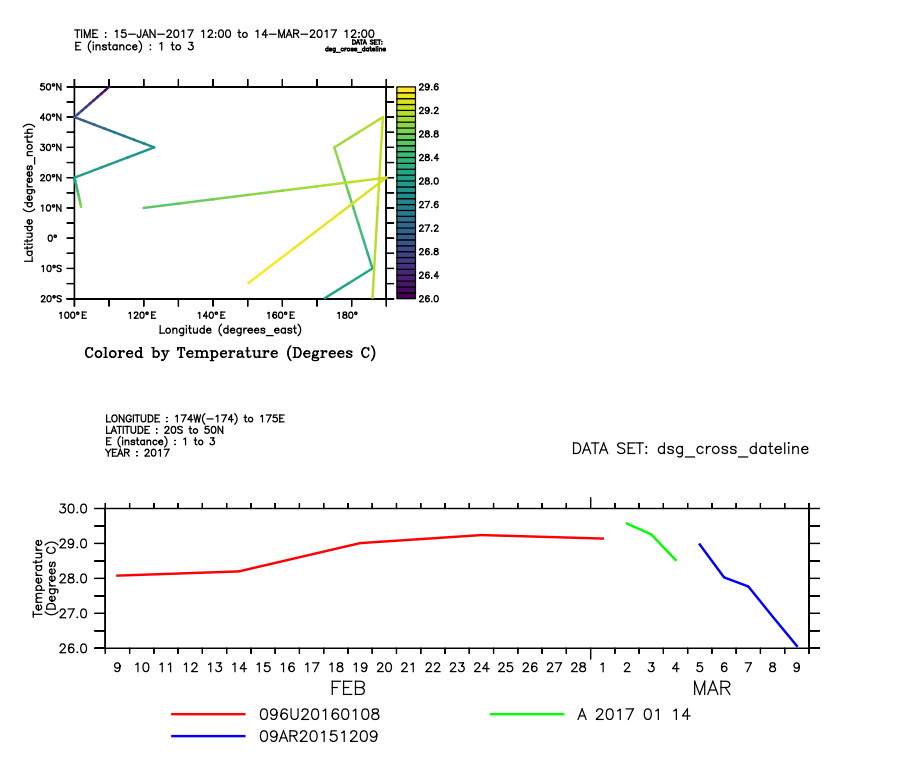 TIME : 15-JAN-2017 12:00 to 14-MAR-2017 12:00
E (instance) : 1 to 3
DATA SET:
dsg_cross_dateline
50°N
40°N
30°N
20°N
10°N
0°
10°S
20°S
Latitude (degrees_north)
29.6
29.2
28.8
28.4
28.0
27.6
27.2
26.8
26.4
26.0
100°E 120°E 140°E 160°E 180°
Longitude (degrees_east)
Colored by Temperature (Degrees C)
LONGITUDE : 174W(-174) to 175E
LATITUDE : 20S to 50N
E (instance) : 1 to 3
YEAR : 2017
DATA SET: dsg_cross_dateline
30.0
29.0
28.0
27.0
26.0
Temperature
(Degrees C)
9 10 11 12 13 14 15 16 17 18 19 20 21 22 23 24 25 26 27 28 1 2 3 4 5 6 7 8 9
FEB MAR
096U20160108 A 2017 01 14
09AR20151209